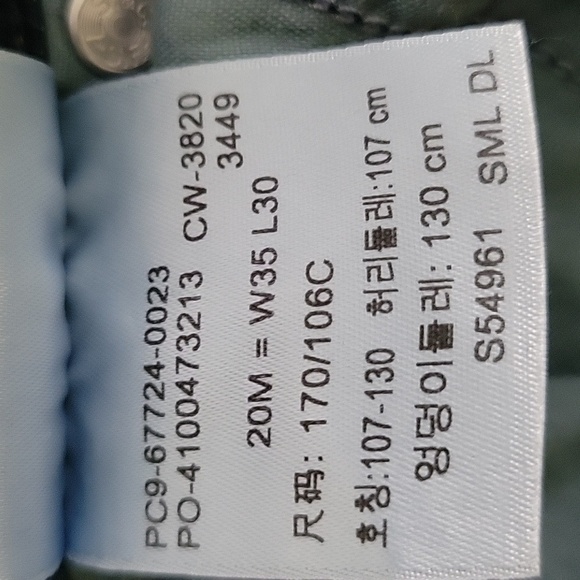 PC9-67724-0023
PO-4100473213 CW-3820
3449
20M = W35 L30
尺码: 170/106C
호칭:107-130 허리둘레:107 cm
엉덩이둘레: 130 cm
S54961 SML DL